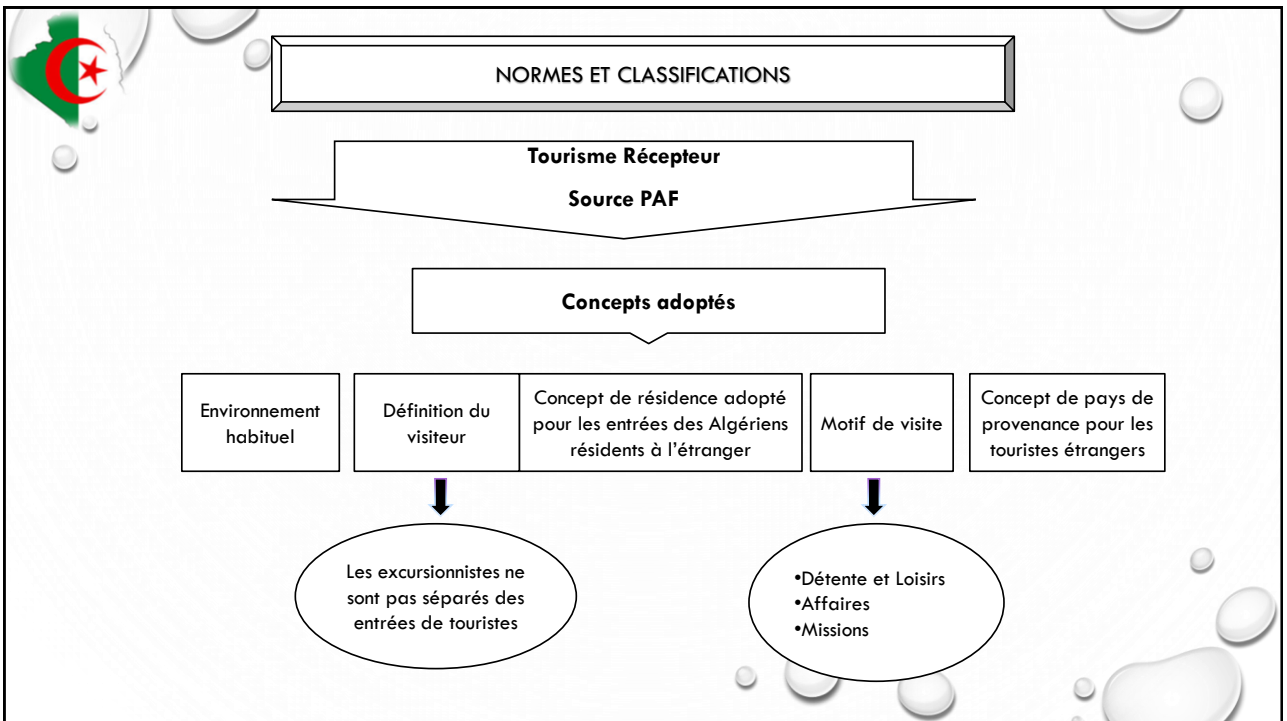 NORMES ET CLASSIFICATIONS
Tourisme Récepteur
Source PAF
Concepts adoptés
Environnement
habituel
Définition du
visiteur
Concept de résidence adopté
pour les entrées des Algériens
résidents à l’étranger
Motif de visite
Concept de pays de
provenance pour les
touristes étrangers
Les excursionnistes ne
sont pas séparés des
entrées de touristes
•Détente et Loisirs
•Affaires
•Missions